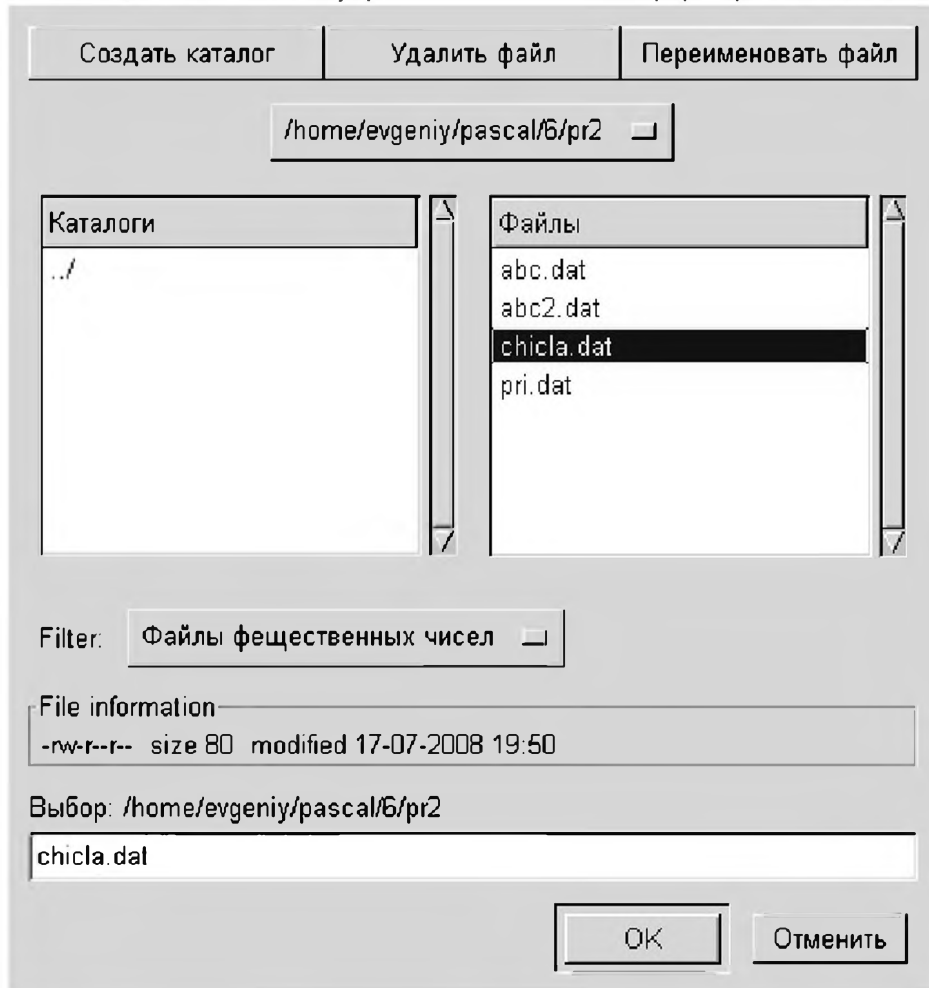 Создать каталог
Удалить файл
Переименовать файл
/home/evgeniy/pascal/6/pr2
Каталоги
../
Файлы
abc.dat
abc2.dat
chicla.dat
pri.dat
Filter: Файлы фещественных чисел
File information
-rw-r--r-- size 80 modified 17-07-2008 19:50
Выбор: /home/evgeniy/pascal/6/pr2
chicla.dat
OK
Отменить